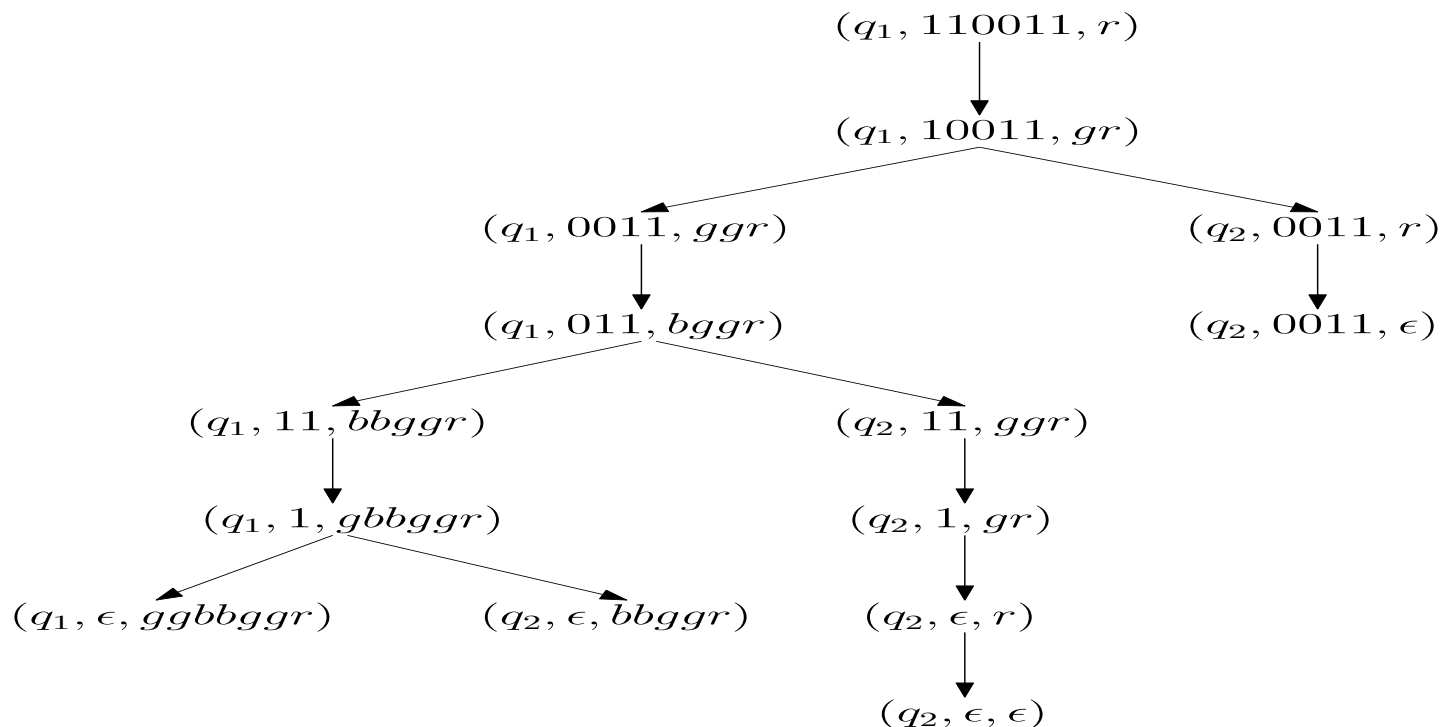 (q₁, 110011, r)
(q₁, 10011, gr)
(q₁, 0011, ggr) (q₂, 0011, r)
(q₁, 011, bggr) (q₂, 0011, ϵ)
(q₁, 11, bbggr) (q₂, 11, ggr)
(q₁, 1, gbbggr) (q₂, 1, gr)
(q₁, ϵ, ggbbggr) (q₂, ϵ, bbggr) (q₂, ϵ, r)
(q₂, ϵ, ϵ)